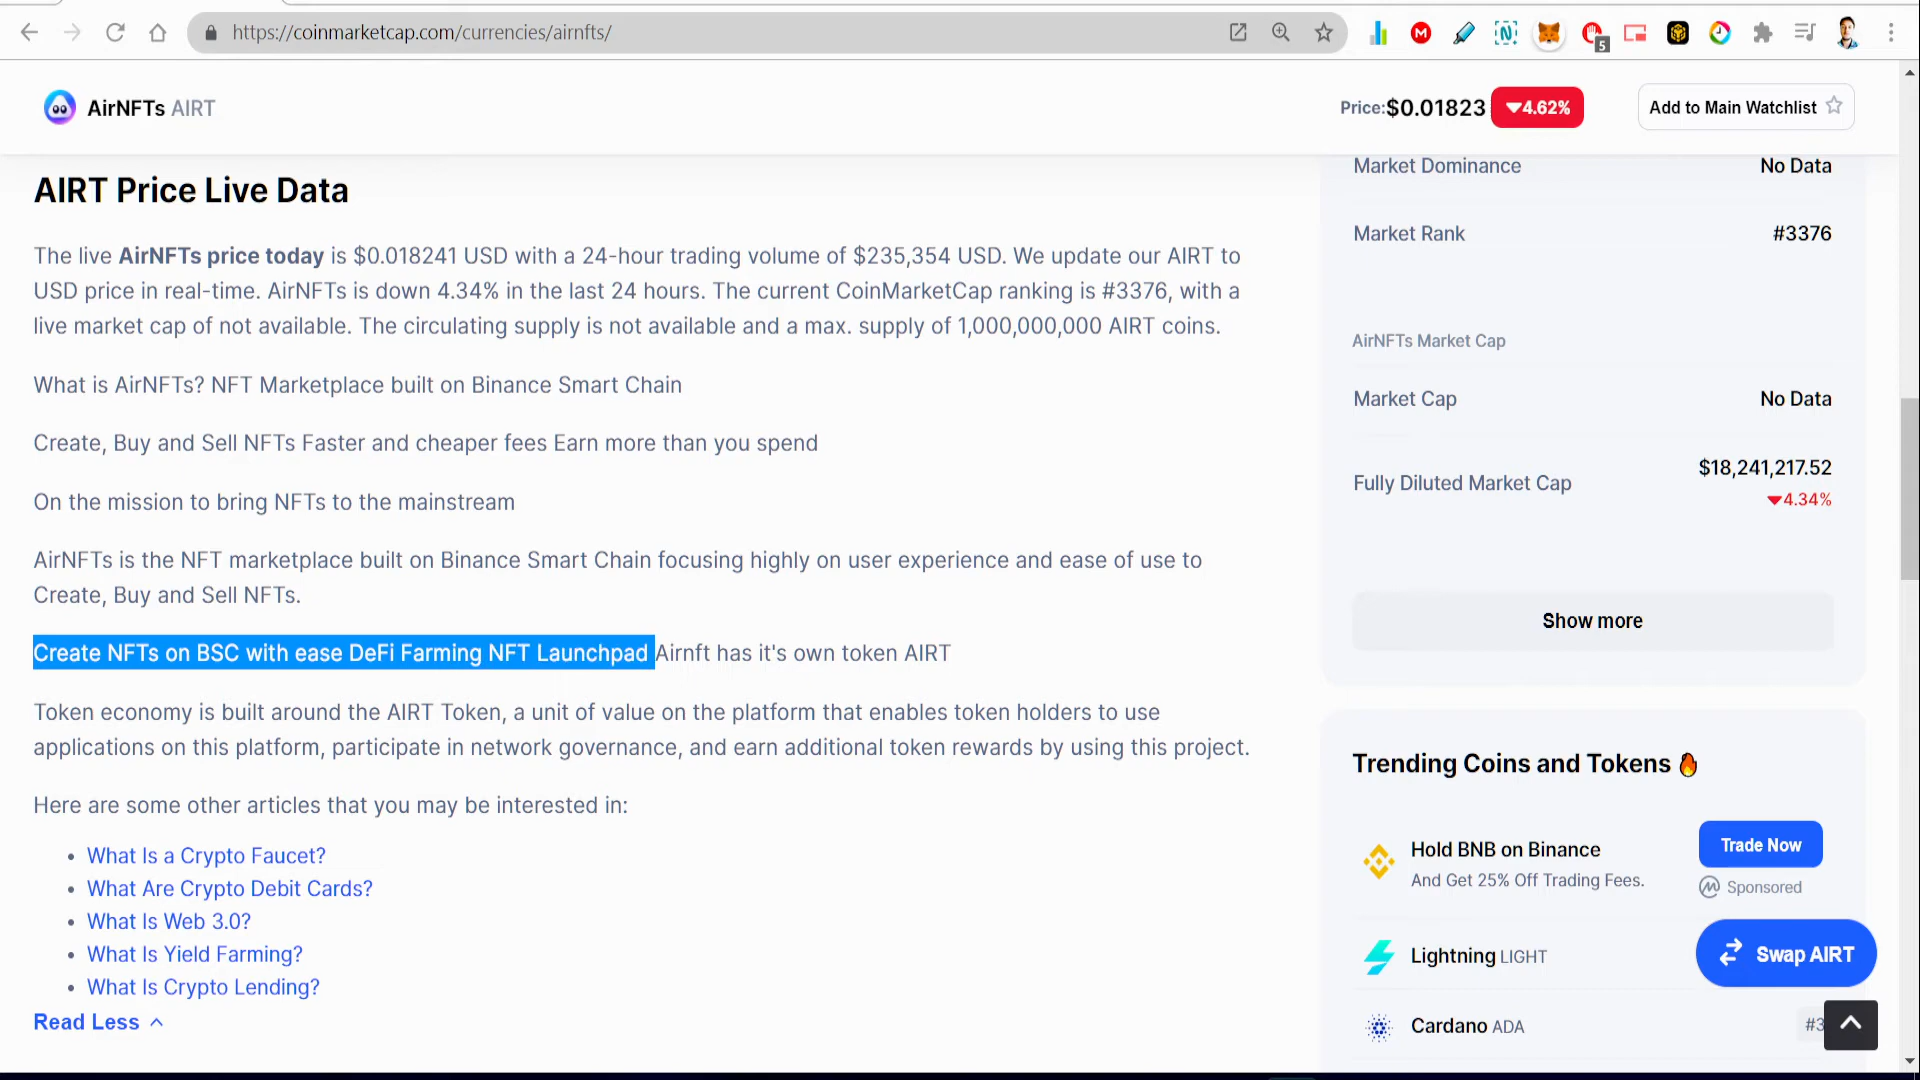 https://coinmarketcap.com/currencies/airnfts/
5
AirNFTs AIRT
Price:$0.01823 4.62%
Add to Main Watchlist
AIRT Price Live Data
The live AirNFTs price today is $0.018241 USD with a 24-hour trading volume of $235,354 USD. We update our AIRT to
USD price in real-time. AirNFTs is down 4.34% in the last 24 hours. The current CoinMarketCap ranking is #3376, with a
live market cap of not available. The circulating supply is not available and a max. supply of 1,000,000,000 AIRT coins.
What is AirNFTs? NFT Marketplace built on Binance Smart Chain
Create, Buy and Sell NFTs Faster and cheaper fees Earn more than you spend
On the mission to bring NFTs to the mainstream
AirNFTs is the NFT marketplace built on Binance Smart Chain focusing highly on user experience and ease of use to
Create, Buy and Sell NFTs.
Create NFTs on BSC with ease DeFi Farming NFT Launchpad Airnft has it's own token AIRT
Token economy is built around the AIRT Token, a unit of value on the platform that enables token holders to use
applications on this platform, participate in network governance, and earn additional token rewards by using this project.
Here are some other articles that you may be interested in:
What Is a Crypto Faucet?
What Are Crypto Debit Cards?
What Is Web 3.0?
What Is Yield Farming?
What Is Crypto Lending?
Read Less
Market Dominance No Data
Market Rank #3376
AirNFTs Market Cap
Market Cap No Data
Fully Diluted Market Cap $18,241,217.52
4.34%
Show more
Trending Coins and Tokens
Hold BNB on Binance
And Get 25% Off Trading Fees.
Trade Now
Sponsored
Lightning LIGHT
Swap AIRT
Cardano ADA
#3